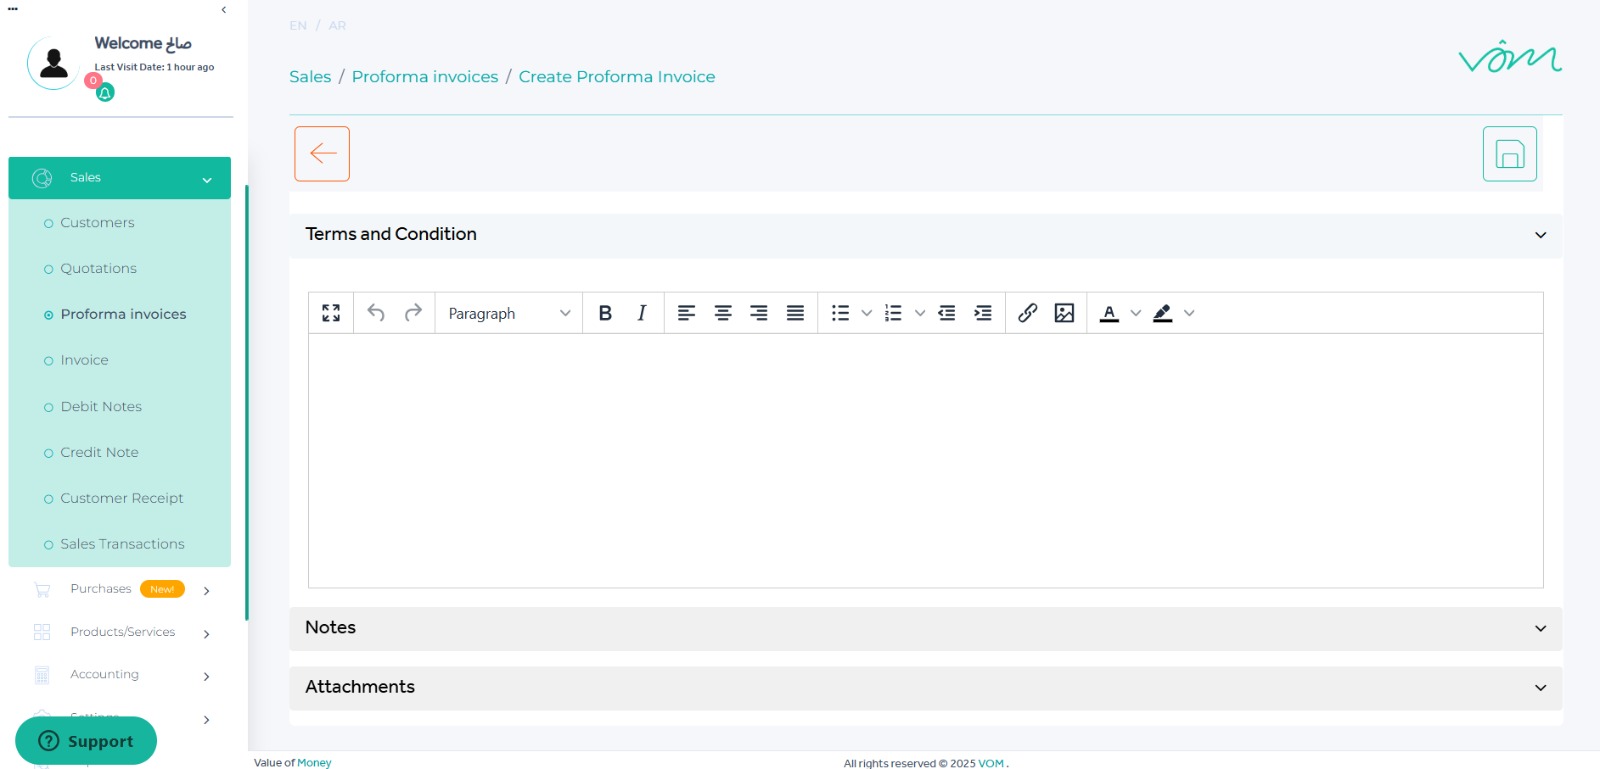 Welcome صالح
Last Visit Date: 1 hour ago
0
Sales
Customers
Quotations
Proforma invoices
Invoice
Debit Notes
Credit Note
Customer Receipt
Sales Transactions
Purchases New!
Products/Services
Accounting
Settings
Support
EN / AR
vôm
Sales / Proforma invoices / Create Proforma Invoice
Terms and Condition
Paragraph
B I
A
Notes
Attachments
Value of Money
All rights reserved © 2025 VOM .